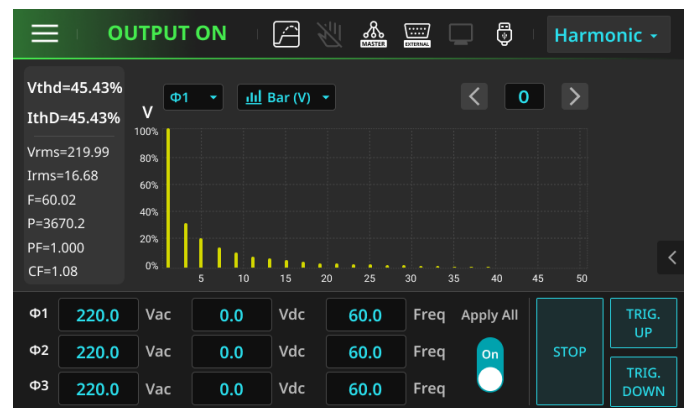 OUTPUT ON MASTER EXTERNAL Harmonic
Vthd=45.43%
IthD=45.43%
Vrms=219.99
Irms=16.68
F=60.02
P=3670.2
PF=1.000
CF=1.08
Φ1 Bar (V) 0
V
100%
80%
60%
40%
20%
0%
5 10 15 20 25 30 35 40 45 50
Φ1 220.0 Vac 0.0 Vdc 60.0 Freq Apply All
Φ2 220.0 Vac 0.0 Vdc 60.0 Freq On
Φ3 220.0 Vac 0.0 Vdc 60.0 Freq
STOP
TRIG.
UP
TRIG.
DOWN